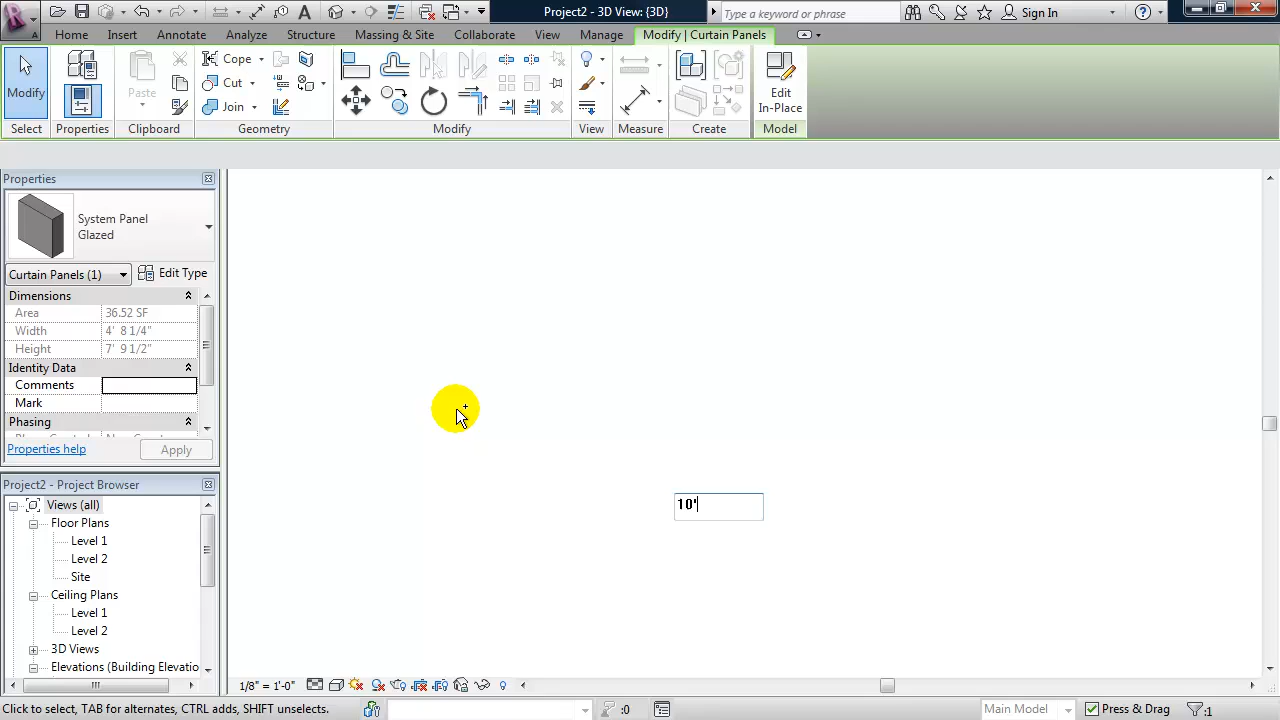 Project2 - 3D View: {3D}
Type a keyword or phrase
Sign In
Home
Insert
Annotate
Analyze
Structure
Massing & Site
Collaborate
View
Manage
Modify | Curtain Panels
Modify
Select
Properties
Paste
Clipboard
Cope
Cut
Join
Geometry
Modify
View
Measure
Create
Edit
In-Place
Model
Properties
System Panel
Glazed
Curtain Panels (1)
Edit Type
Dimensions
Area 36.52 SF
Width 4' 8 1/4"
Height 7' 9 1/2"
Identity Data
Comments
Mark
Phasing
Properties help
Apply
10'
Project2 - Project Browser
Views (all)
Floor Plans
Level 1
Level 2
Site
Ceiling Plans
Level 1
Level 2
3D Views
Elevations (Building Elevatio
1/8" = 1'-0"
Click to select, TAB for alternates, CTRL adds, SHIFT unselects.
:0
Main Model
Press & Drag
:1